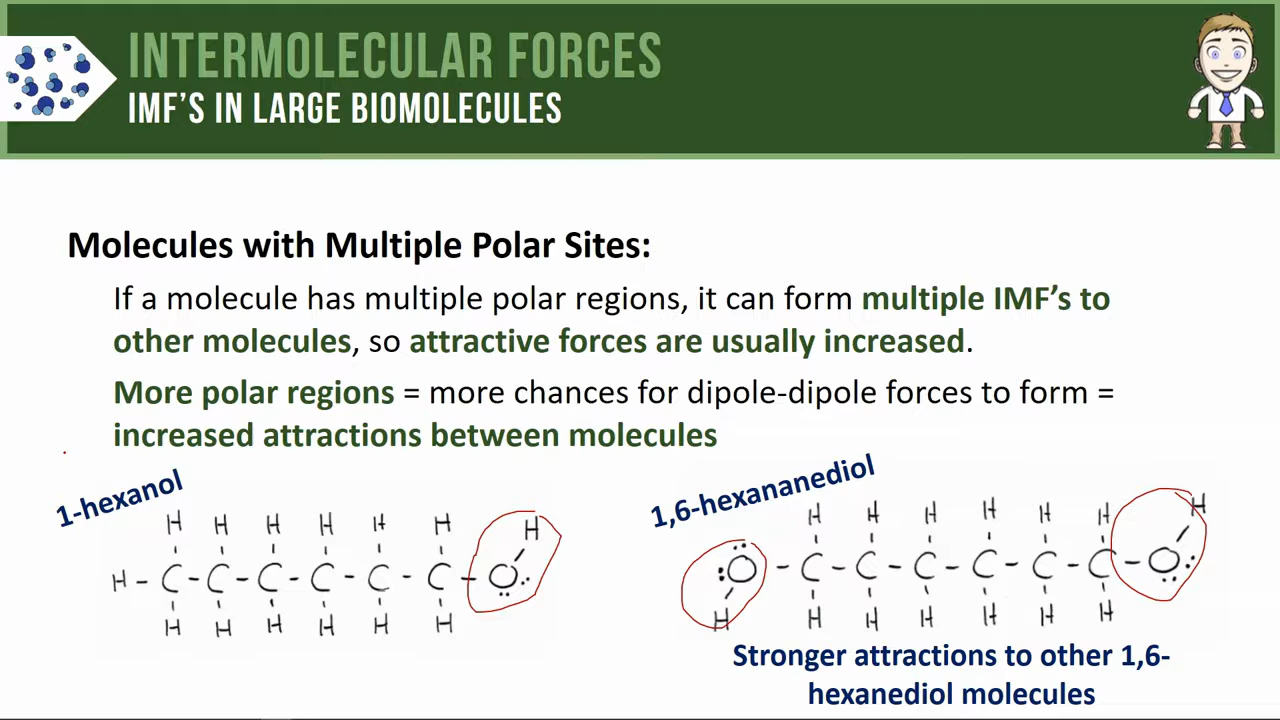 INTERMOLECULAR FORCES
IMF'S IN LARGE BIOMOLECULES
Molecules with Multiple Polar Sites:
If a molecule has multiple polar regions, it can form multiple IMF's to
other molecules, so attractive forces are usually increased.
More polar regions = more chances for dipole-dipole forces to form =
increased attractions between molecules
1-hexanol
H H H H H H H
H - C - C - C - C - C - C - O
H H H H H H
1,6-hexananediol
H H H H H H H
O - C - C - C - C - C - C - O
H H H H H H H
Stronger attractions to other 1,6-
hexanediol molecules